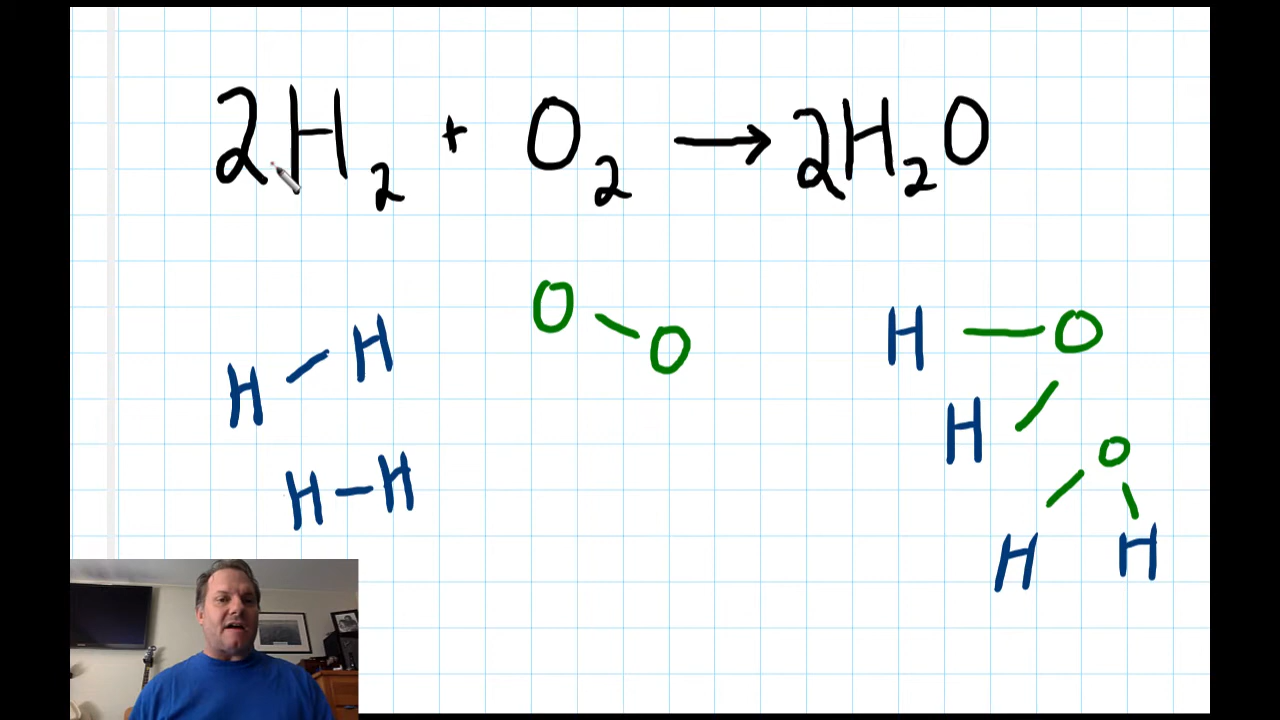 2H₂ + O₂ → 2H₂O
O
H H O H O
H O
H H H
H H